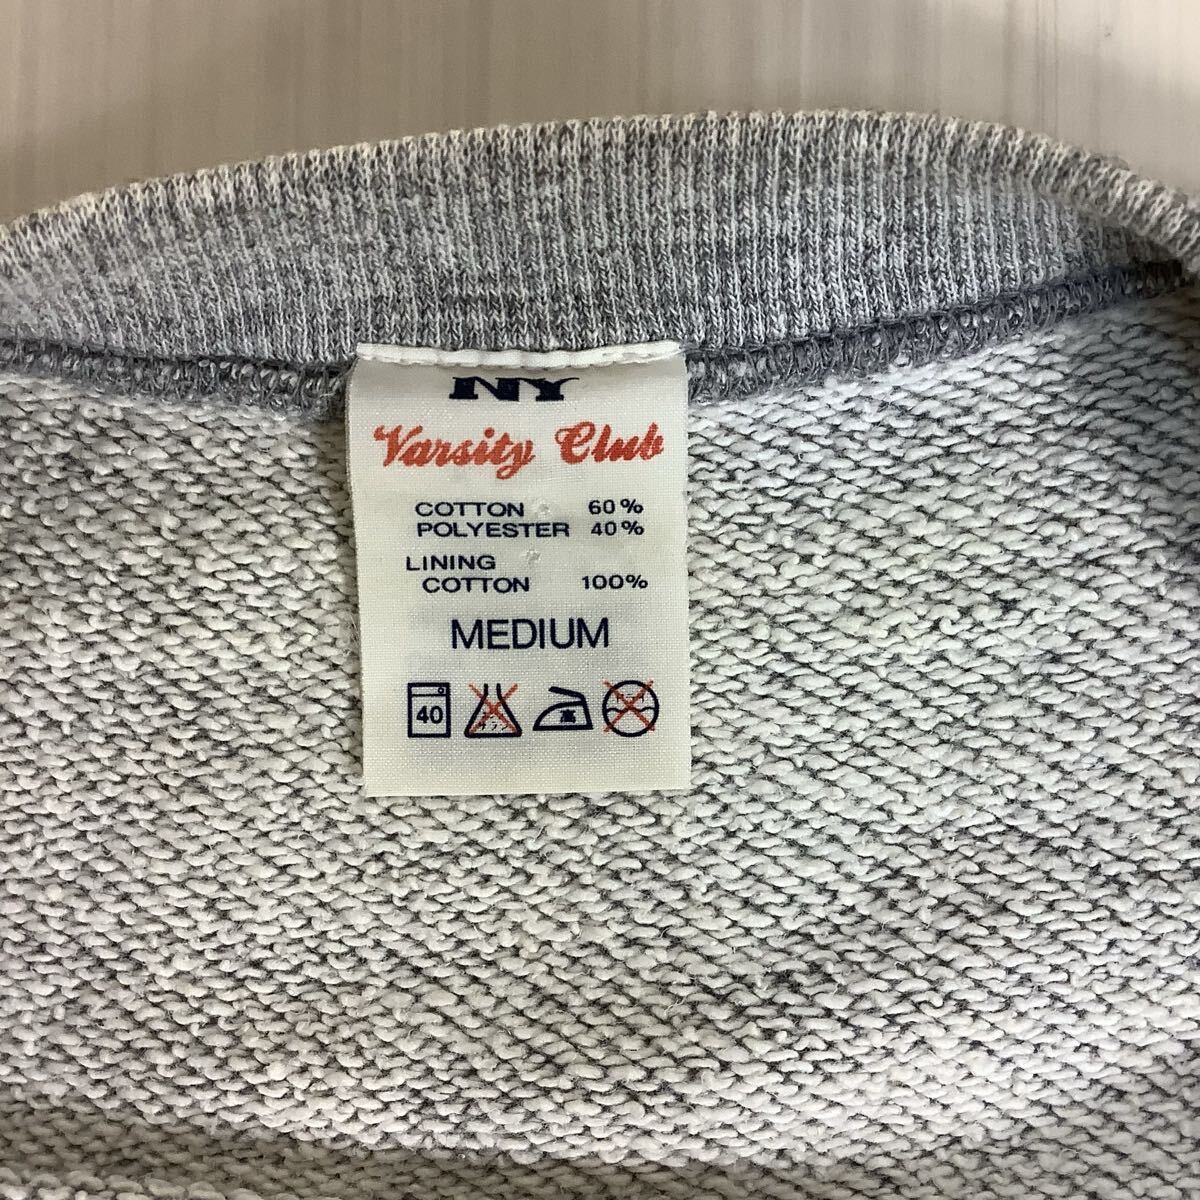 NY
Varsity Club
COTTON 60%
POLYESTER 40%
LINING
COTTON 100%
MEDIUM
40